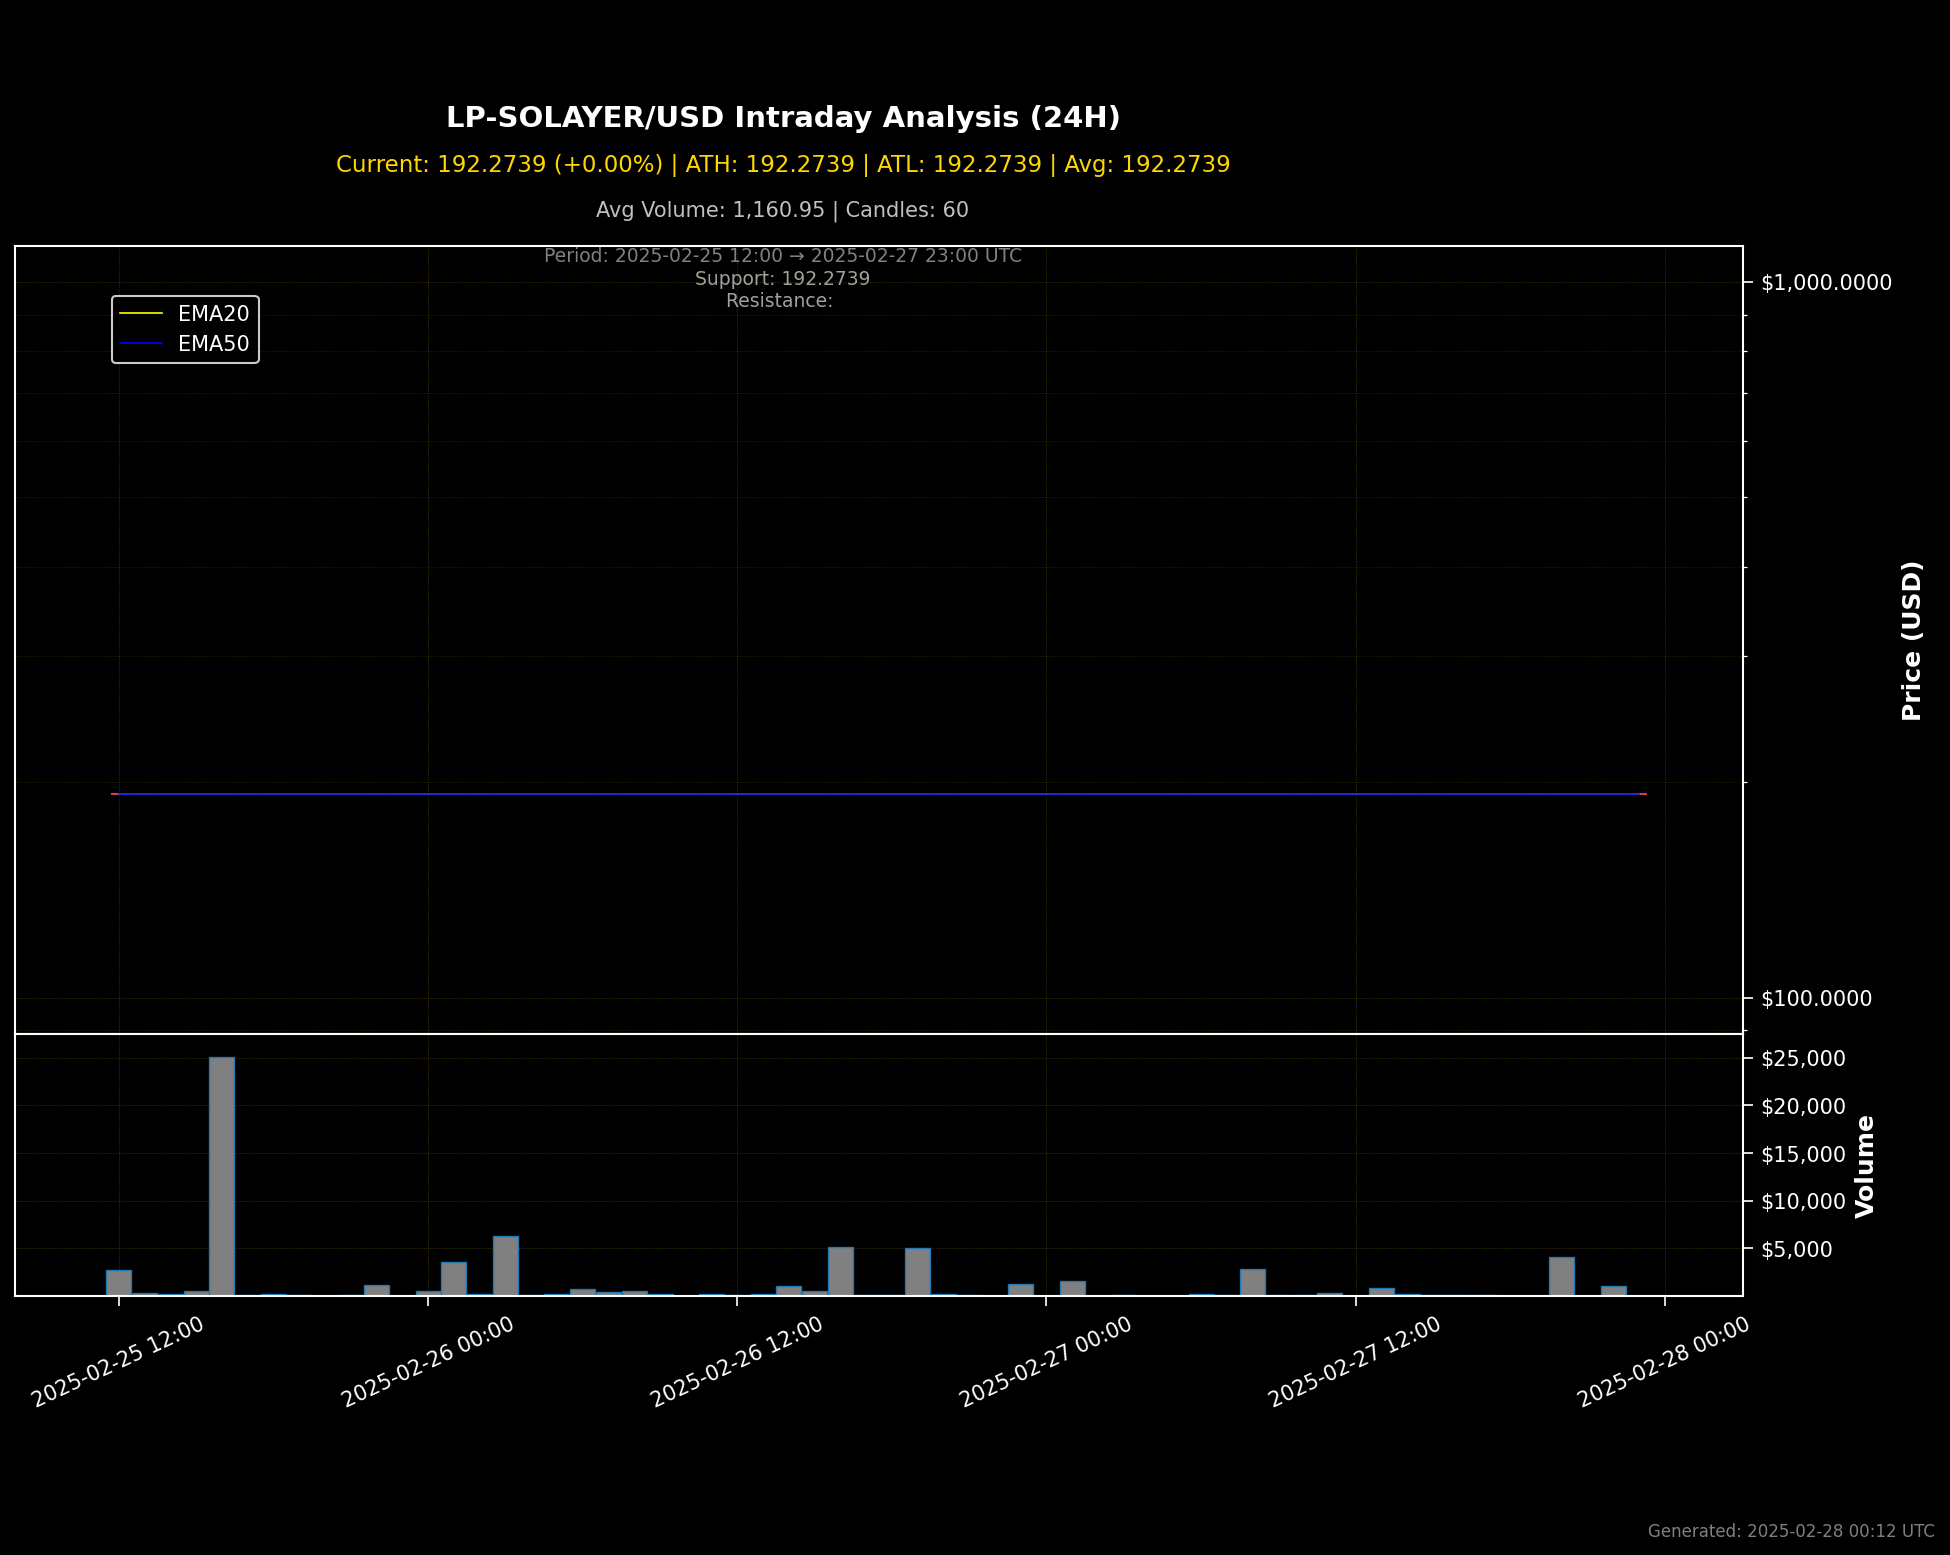 LP-SOLAYER/USD Intraday Analysis (24H)
Current: 192.2739 (+0.00%) | ATH: 192.2739 | ATL: 192.2739 | Avg: 192.2739
Avg Volume: 1,160.95 | Candles: 60
Period: 2025-02-25 12:00 → 2025-02-27 23:00 UTC
Support: 192.2739
Resistance:
EMA20
EMA50
$1,000.0000
$100.0000
Price (USD)
$25,000
$20,000
$15,000
$10,000
$5,000
Volume
2025-02-25 12:00
2025-02-26 00:00
2025-02-26 12:00
2025-02-27 00:00
2025-02-27 12:00
2025-02-28 00:00
Generated: 2025-02-28 00:12 UTC